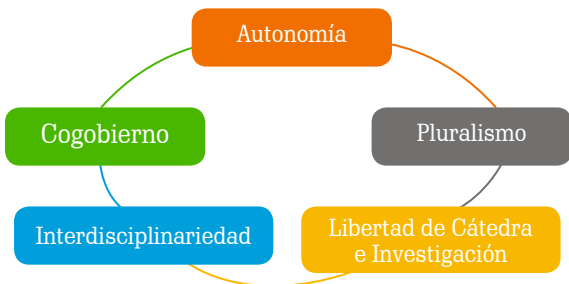 Autonomía
Cogobierno
Pluralismo
Interdisciplinariedad
Libertad de Cátedra
e Investigación